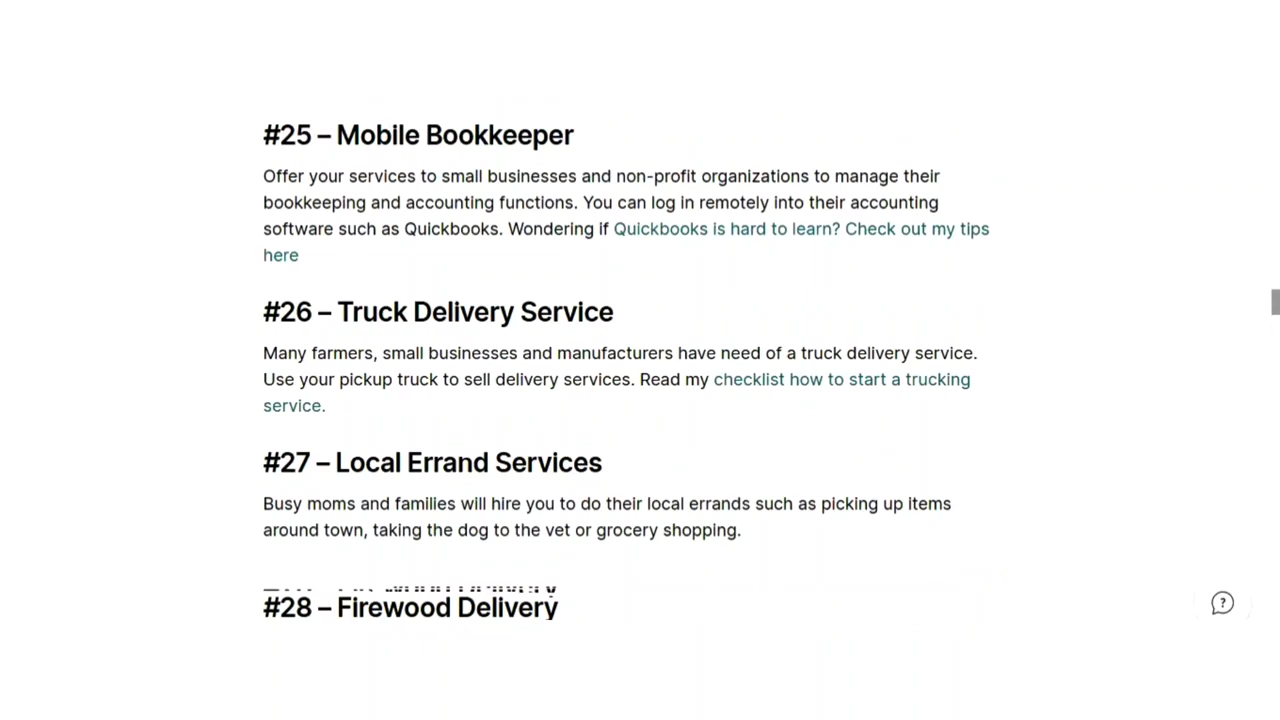 #25 – Mobile Bookkeeper
Offer your services to small businesses and non-profit organizations to manage their
bookkeeping and accounting functions. You can log in remotely into their accounting
software such as Quickbooks. Wondering if Quickbooks is hard to learn? Check out my tips
here
#26 – Truck Delivery Service
Many farmers, small businesses and manufacturers have need of a truck delivery service.
Use your pickup truck to sell delivery services. Read my checklist how to start a trucking
service.
#27 – Local Errand Services
Busy moms and families will hire you to do their local errands such as picking up items
around town, taking the dog to the vet or grocery shopping.
#28 – Firewood Delivery